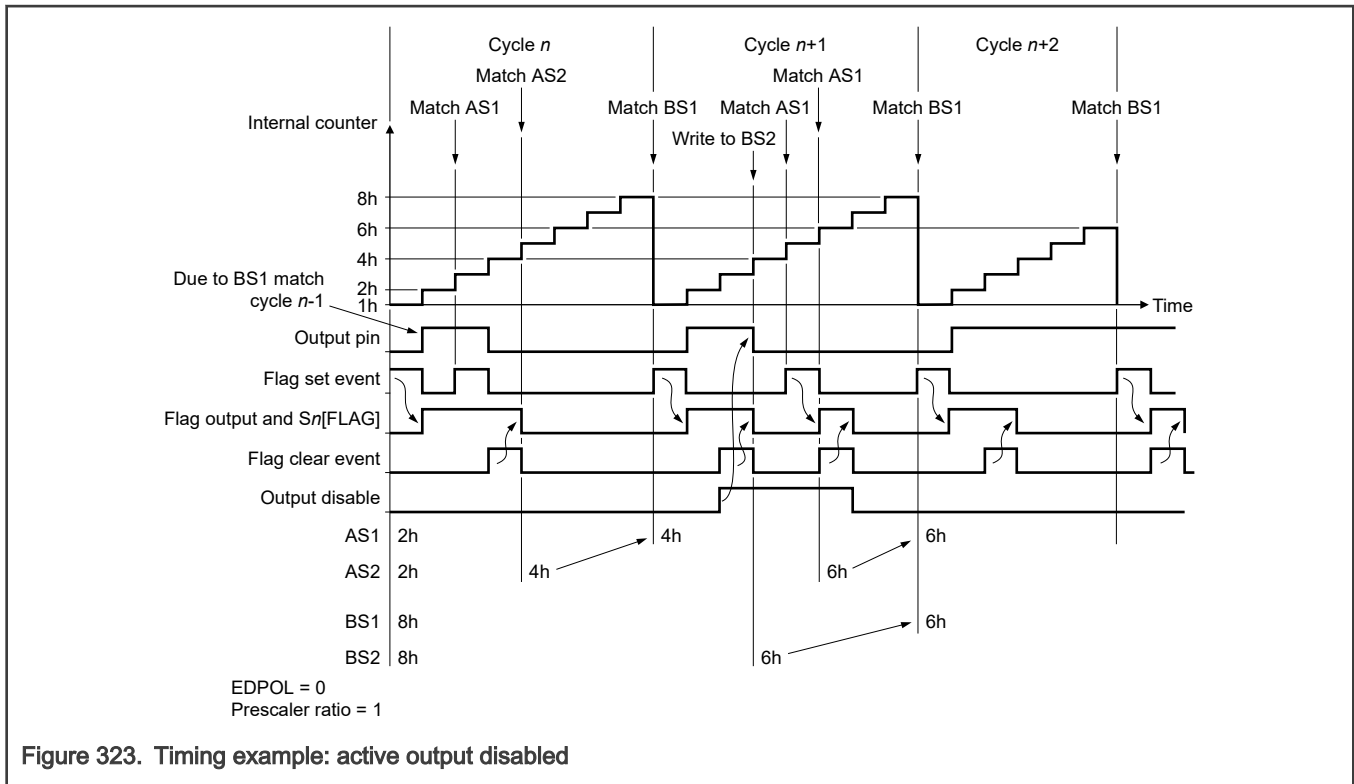 Cycle n
Cycle n+1
Cycle n+2
Match AS2
Match AS1
Match AS1
Match BS1
Match AS1
Match BS1
Match BS1
Internal counter
Write to BS2
8h
6h
4h
2h
1h
Due to BS1 match
cycle n-1
Time
Output pin
Flag set event
Flag output and Sn[FLAG]
Flag clear event
Output disable
AS1 2h 4h 6h
AS2 2h 4h 6h
BS1 8h 6h
BS2 8h 6h
EDPOL = 0
Prescaler ratio = 1
Figure 323. Timing example: active output disabled